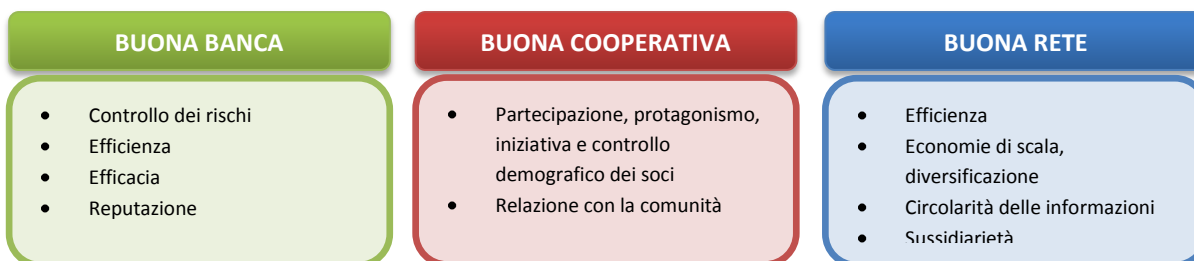 BUONA BANCA
• Controllo dei rischi
• Efficienza
• Efficacia
• Reputazione
BUONA COOPERATIVA
• Partecipazione, protagonismo,
iniziativa e controllo
demografico dei soci
• Relazione con la comunità
BUONA RETE
• Efficienza
• Economie di scala,
diversificazione
• Circolarità delle informazioni
• Sussidiarietà